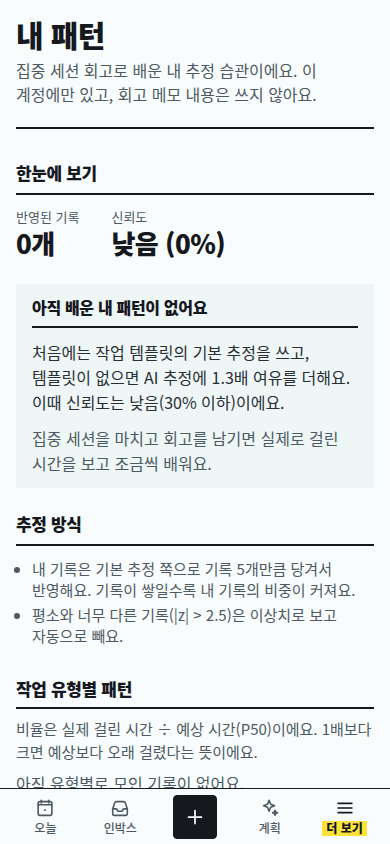 내 패턴
집중 세션 회고로 배운 내 추정 습관이에요. 이
계정에만 있고, 회고 메모 내용은 쓰지 않아요.
한눈에 보기
반영된 기록
0개
신뢰도
낮음 (0%)
아직 배운 내 패턴이 없어요
처음에는 작업 템플릿의 기본 추정을 쓰고,
템플릿이 없으면 AI 추정에 1.3배 여유를 더해요.
이때 신뢰도는 낮음(30% 이하)이에요.
집중 세션을 마치고 회고를 남기면 실제로 걸린
시간을 보고 조금씩 배워요.
추정 방식
내 기록은 기본 추정 쪽으로 기록 5개만큼 당겨서
반영해요. 기록이 쌓일수록 내 기록의 비중이 커져요.
평소와 너무 다른 기록(|z| > 2.5)은 이상치로 보고
자동으로 빼요.
작업 유형별 패턴
비율은 실제 걸린 시간 ÷ 예상 시간(P50)이에요. 1배보다
크면 예상보다 오래 걸렸다는 뜻이에요.
아직 유형별로 모인 기록이 없어요.
오늘
인박스
계획
더 보기